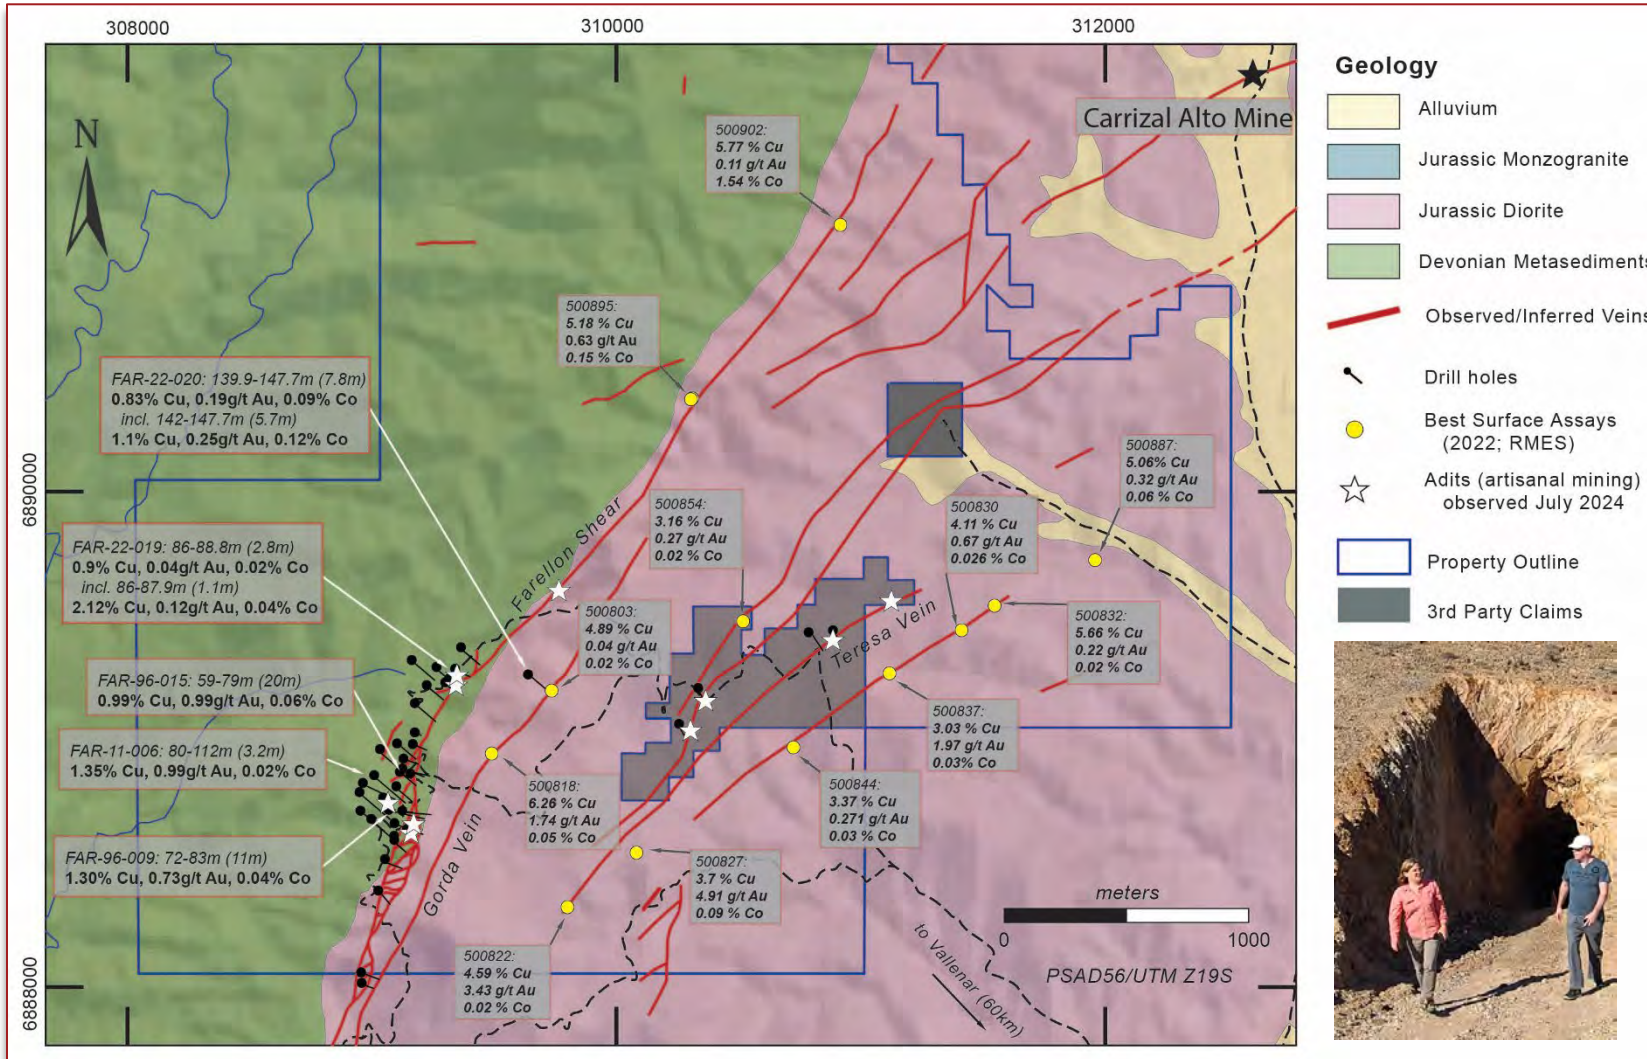 308000
310000
312000
6890000
6888000
N
Carrizal Alto Mine
500902:
5.77 % Cu
0.11 g/t Au
1.54 % Co
500895:
5.18 % Cu
0.63 g/t Au
0.15 % Co
FAR-22-020: 139.9-147.7m (7.8m)
0.83% Cu, 0.19g/t Au, 0.09% Co
incl. 142-147.7m (5.7m)
1.1% Cu, 0.25g/t Au, 0.12% Co
500887:
5.06% Cu
0.32 g/t Au
0.06 % Co
500854:
3.16 % Cu
0.27 g/t Au
0.02 % Co
500830
4.11 % Cu
0.67 g/t Au
0.026 % Co
Farellon Shear
FAR-22-019: 86-88.8m (2.8m)
0.9% Cu, 0.04g/t Au, 0.02% Co
incl. 86-87.9m (1.1m)
2.12% Cu, 0.12g/t Au, 0.04% Co
500803:
4.89 % Cu
0.04 g/t Au
0.02 % Co
Teresa Vein
500832:
5.66 % Cu
0.22 g/t Au
0.02 % Co
FAR-96-015: 59-79m (20m)
0.99% Cu, 0.99g/t Au, 0.06% Co
500837:
3.03 % Cu
1.97 g/t Au
0.03% Co
FAR-11-006: 80-112m (3.2m)
1.35% Cu, 0.99g/t Au, 0.02% Co
500818:
6.26 % Cu
1.74 g/t Au
0.05 % Co
500844:
3.37 % Cu
0.271 g/t Au
0.03 % Co
Gorda Vein
FAR-96-009: 72-83m (11m)
1.30% Cu, 0.73g/t Au, 0.04% Co
500827:
3.7 % Cu
4.91 g/t Au
0.09 % Co
500822:
4.59 % Cu
3.43 g/t Au
0.02 % Co
to Vallenar (60km)
meters
0
1000
PSAD56/UTM Z19S
Geology
Alluvium
Jurassic Monzogranite
Jurassic Diorite
Devonian Metasediments
Observed/Inferred Veins
Drill holes
Best Surface Assays
(2022; RMES)
Adits (artisanal mining)
observed July 2024
Property Outline
3rd Party Claims